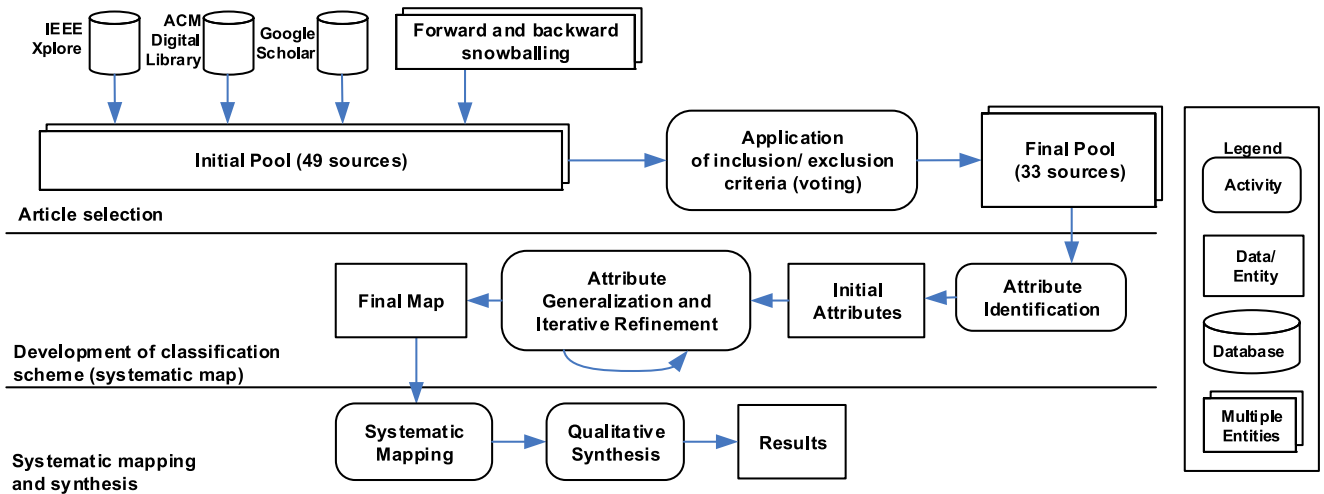 IEEE
Xplore
ACM
Digital
Library
Google
Scholar
Forward and backward
snowballing
Initial Pool (49 sources)
Application
of inclusion/ exclusion
criteria (voting)
Final Pool
(33 sources)
Article selection
Final Map
Attribute
Generalization and
Iterative Refinement
Initial
Attributes
Attribute
Identification
Development of classification
scheme (systematic map)
Systematic
Mapping
Qualitative
Synthesis
Results
Systematic mapping
and synthesis
Legend
Activity
Data/
Entity
Database
Multiple
Entities